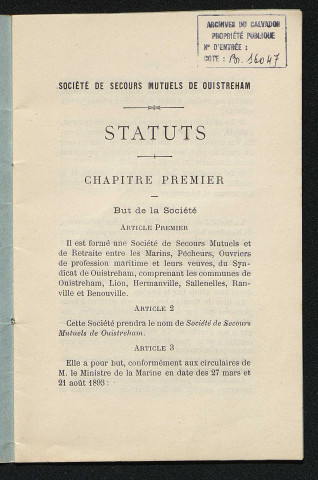 ARCHIVES DU CALVADOS
PROPRIÉTÉ PUBLIQUE
N° D'ENTRÉE :
COTE : Br. 16047
SOCIÉTÉ DE SECOURS MUTUELS DE OUISTREHAM
STATUTS
CHAPITRE PREMIER
But de la Société
ARTICLE PREMIER
Il est formé une Société de Secours Mutuels et
de Retraite entre les Marins, Pécheurs, Ouvriers
de profession maritime et leurs veuves, du Syn-
dicat de Ouistreham, comprenant les communes de
Ouistreham, Lion, Hermanville, Sallenelles, Ran-
ville et Benouville.
ARTICLE 2
Cette Société prendra le nom de Société de Secours
Mutuels de Ouistreham.
ARTICLE 3
Elle a pour but, conformément aux circulaires de
M. le Ministre de la Marine en date des 27 mars et
21 août 1893 :